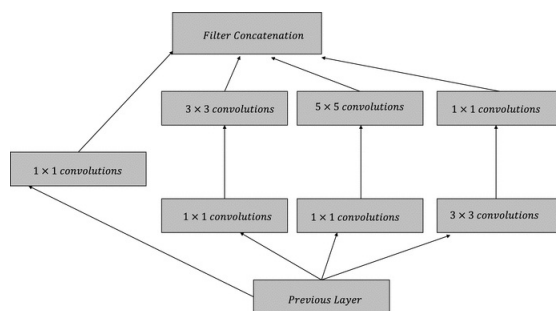 Filter Concatenation
3 × 3 convolutions
5 × 5 convolutions
1 × 1 convolutions
1 × 1 convolutions
1 × 1 convolutions
1 × 1 convolutions
3 × 3 convolutions
Previous Layer